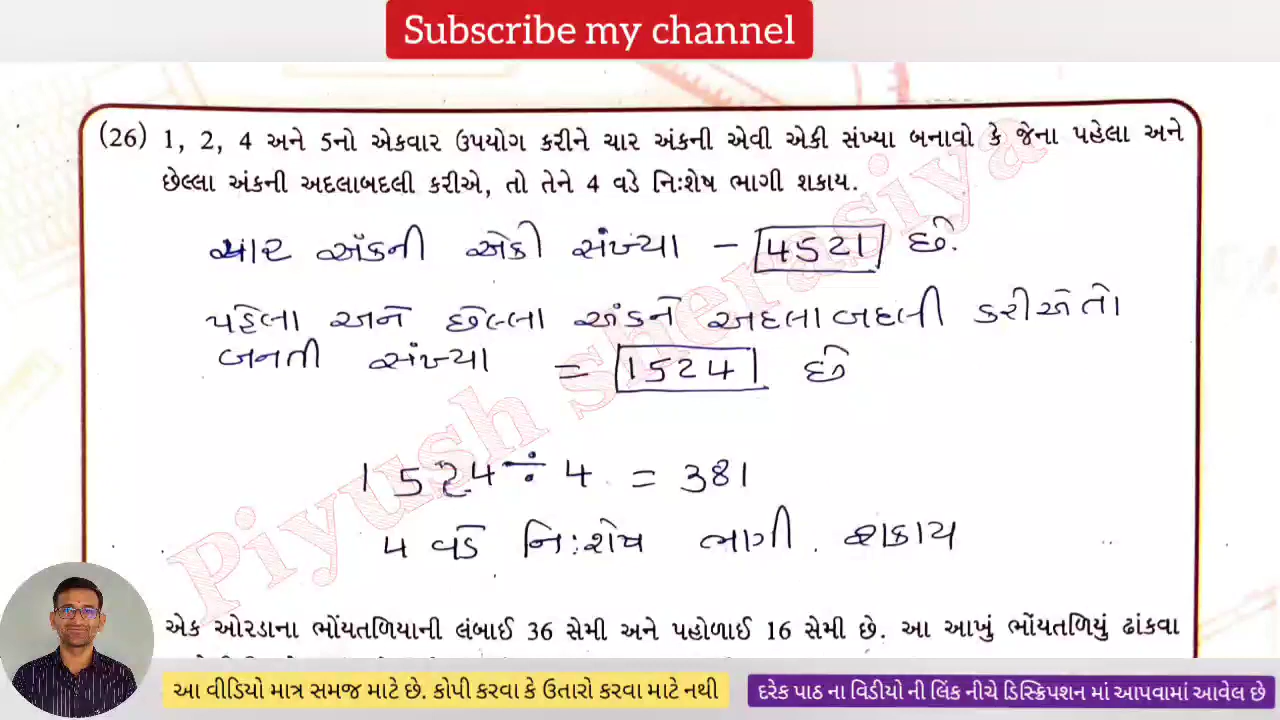 Subscribe my channel
(26) 1, 2, 4 અને 5નો એકવાર ઉપયોગ કરીને ચાર અંકની એવી એકી સંખ્યા બનાવો કે જેના પહેલા અને
છેલ્લા અંકની અદલાબદલી કરીએ, તો તેને 4 વડે નિઃશેષ ભાગી શકાય.
ચાર અંકની એકી સંખ્યા - 4521 છે.
પહેલા અને છેલ્લા અંકને અદલાબદલી કરીએ તો
બનતી સંખ્યા = 1524 છે
1524 ÷ 4 = 381
4 વડે નિઃશેષ ભાગી શકાય
એક ઓરડાના ભોંયતળિયાની લંબાઈ 36 સેમી અને પહોળાઈ 16 સેમી છે. આ આખું ભોંયતળિયું ઢાંકવા
આ વીડિયો માત્ર સમજ માટે છે. કોપી કરવા કે ઉતારો કરવા માટે નથી
દરેક પાઠ ના વિડીયો ની લિંક નીચે ડિસ્ક્રિપશન માં આપવામાં આવેલ છે